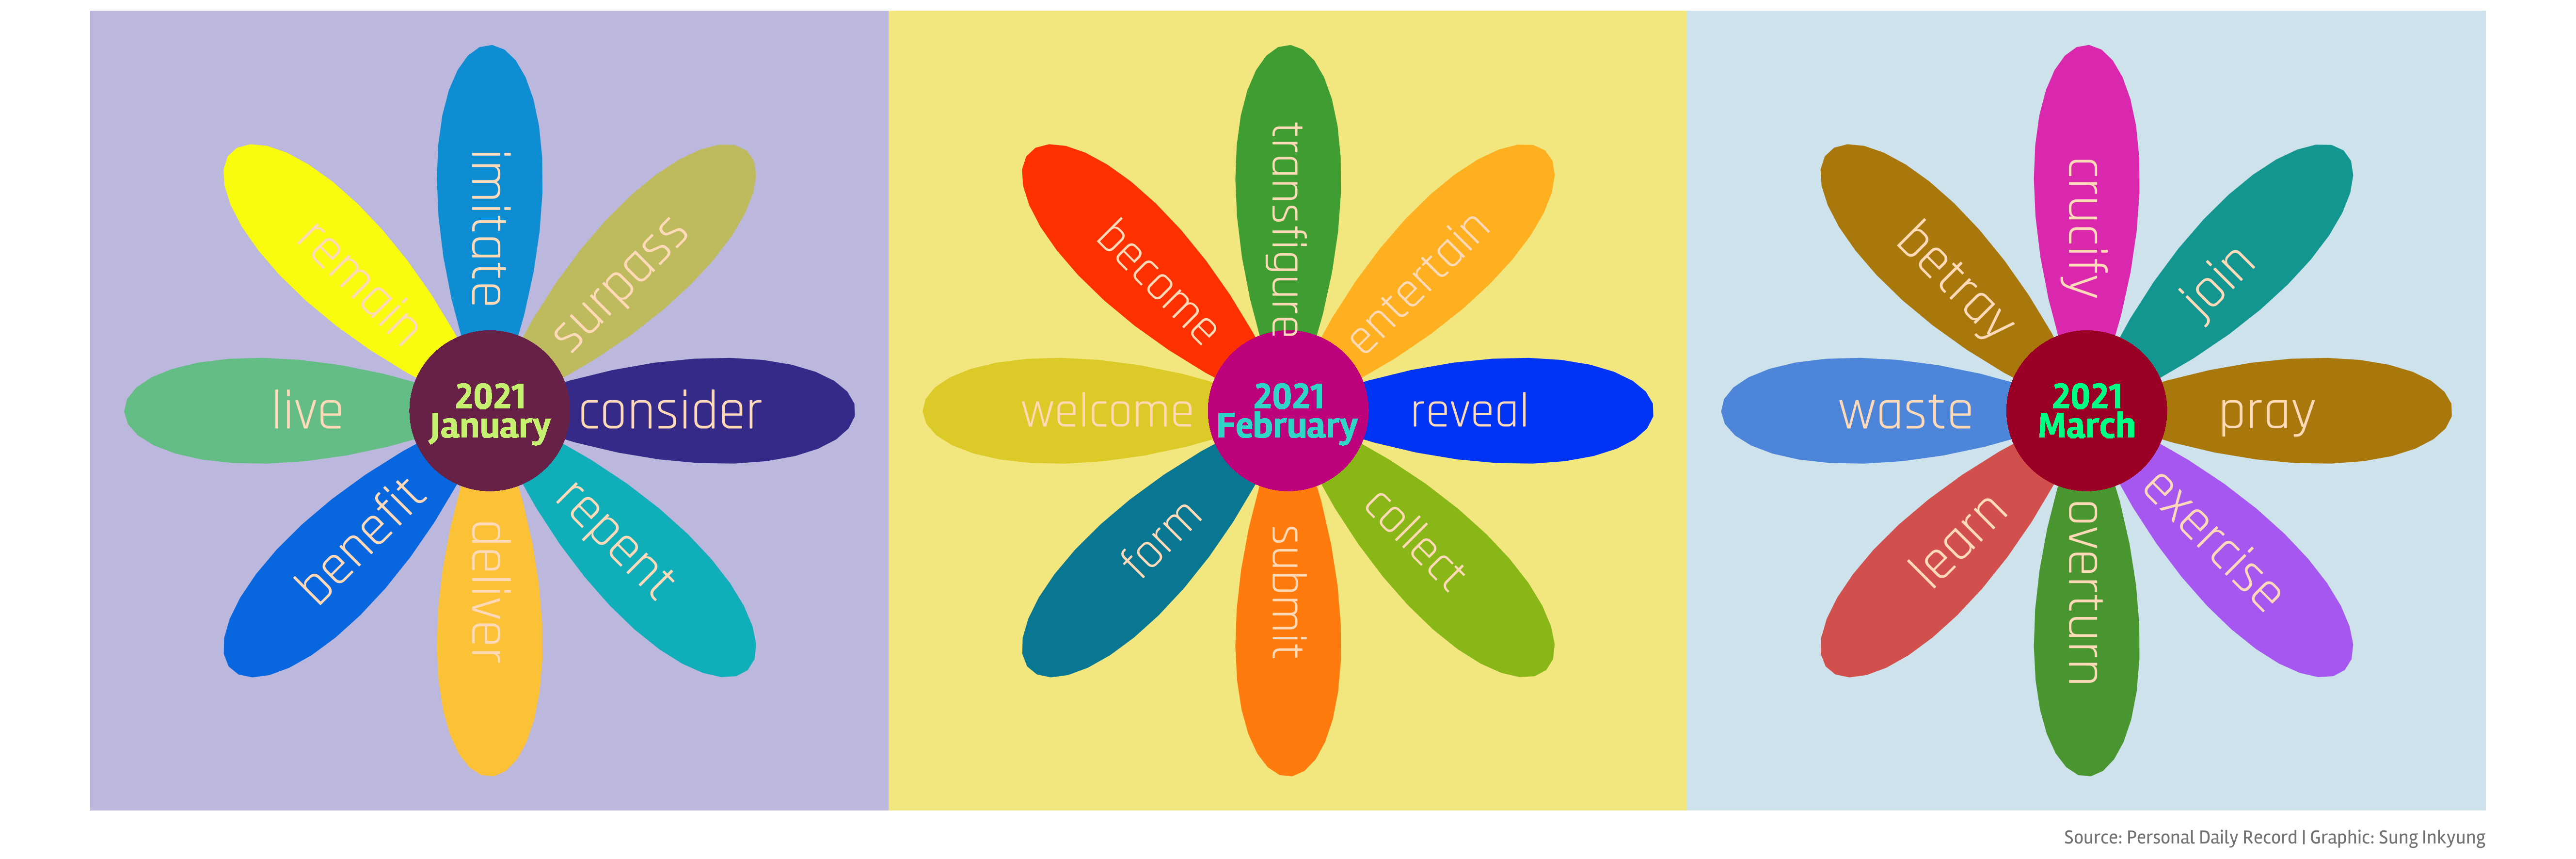 imitate
surpass
consider
repent
deliver
benefit
live
remain
2021
January
transfigure
entertain
reveal
collect
submit
form
welcome
become
2021
February
crucify
join
pray
exercise
overturn
learn
waste
betray
2021
March
Source: Personal Daily Record | Graphic: Sung Inkyung